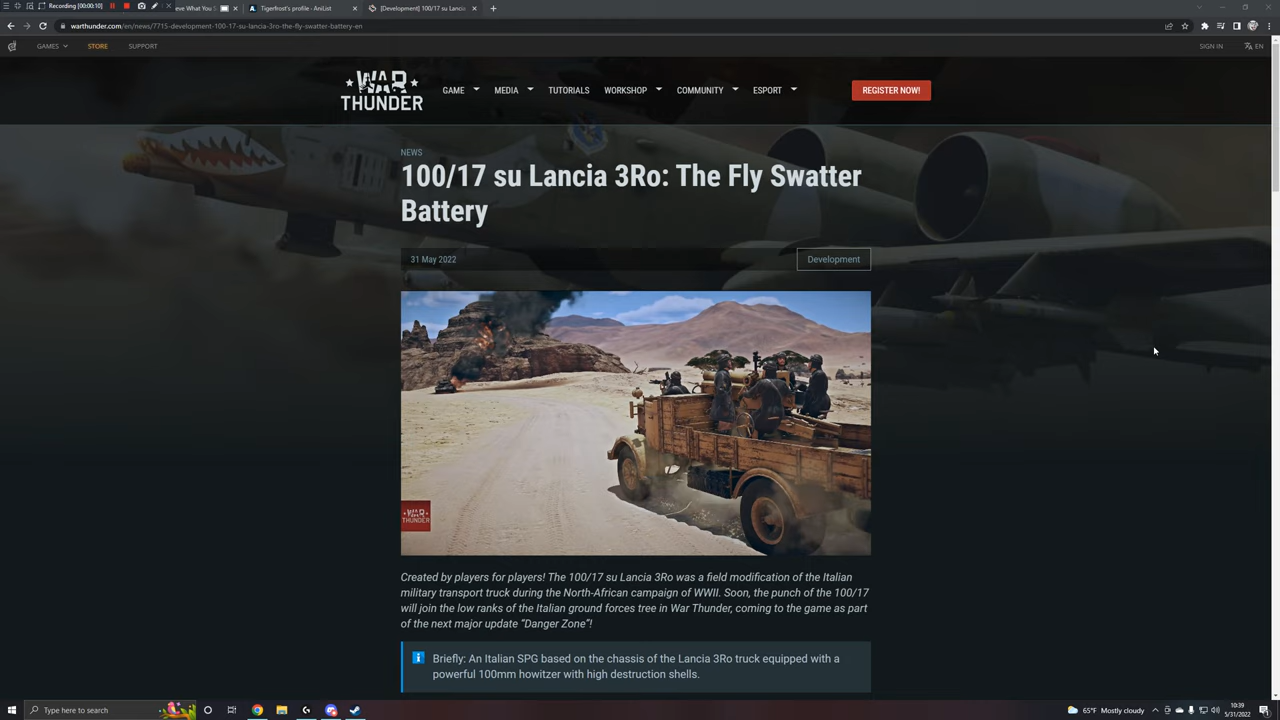 Recording [00:00:10]
eve What You S
Tigerfrost's profile - AniList
[Development] 100/17 su Lancia
warthunder.com/en/news/7715-development-100-17-su-lancia-3ro-the-fly-swatter-battery-en
GAMES
STORE
SUPPORT
SIGN IN
EN
WAR THUNDER
GAME
MEDIA
TUTORIALS
WORKSHOP
COMMUNITY
ESPORT
REGISTER NOW!
NEWS
100/17 su Lancia 3Ro: The Fly Swatter
Battery
31 May 2022
Development
WAR THUNDER
Created by players for players! The 100/17 su Lancia 3Ro was a field modification of the Italian
military transport truck during the North-African campaign of WWII. Soon, the punch of the 100/17
will join the low ranks of the Italian ground forces tree in War Thunder, coming to the game as part
of the next major update “Danger Zone”!
Briefly: An Italian SPG based on the chassis of the Lancia 3Ro truck equipped with a
powerful 100mm howitzer with high destruction shells.
Type here to search
65°F Mostly cloudy
10:39
5/31/2022